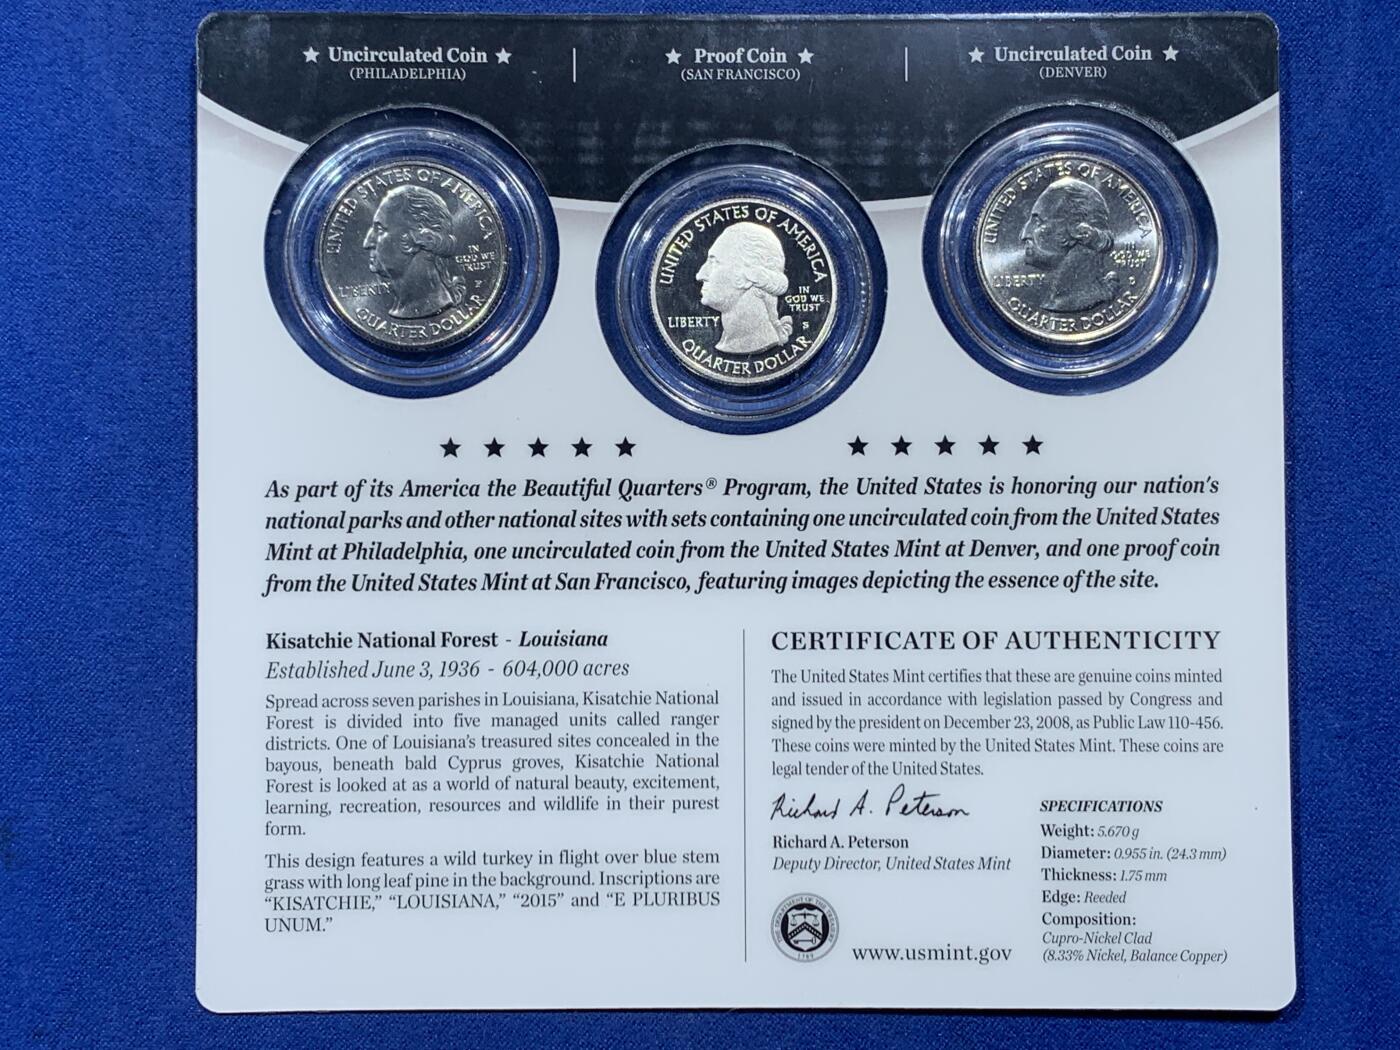 ★ Uncirculated Coin ★ | ★ Proof Coin ★ | ★ Uncirculated Coin ★
(PHILADELPHIA) (SAN FRANCISCO) (DENVER)
UNITED STATES OF AMERICA
IN
GOD WE
TRUST
P
LIBERTY
QUARTER DOLLAR
UNITED STATES OF AMERICA
IN
GOD WE
TRUST
LIBERTY
S
QUARTER DOLLAR
UNITED STATES OF AMERICA
IN
GOD WE
TRUST
LIBERTY
D
QUARTER DOLLAR
★ ★ ★ ★ ★ ★ ★ ★ ★ ★
As part of its America the Beautiful Quarters® Program, the United States is honoring our nation's
national parks and other national sites with sets containing one uncirculated coin from the United States
Mint at Philadelphia, one uncirculated coin from the United States Mint at Denver, and one proof coin
from the United States Mint at San Francisco, featuring images depicting the essence of the site.
Kisatchie National Forest - Louisiana
Established June 3, 1936 - 604,000 acres
Spread across seven parishes in Louisiana, Kisatchie National
Forest is divided into five managed units called ranger
districts. One of Louisiana's treasured sites concealed in the
bayous, beneath bald Cyprus groves, Kisatchie National
Forest is looked at as a world of natural beauty, excitement,
learning, recreation, resources and wildlife in their purest
form.
This design features a wild turkey in flight over blue stem
grass with long leaf pine in the background. Inscriptions are
“KISATCHIE,” “LOUISIANA,” “2015” and “E PLURIBUS
UNUM.”
CERTIFICATE OF AUTHENTICITY
The United States Mint certifies that these are genuine coins minted
and issued in accordance with legislation passed by Congress and
signed by the president on December 23, 2008, as Public Law 110-456.
These coins were minted by the United States Mint. These coins are
legal tender of the United States.
Richard A. Peterson
Richard A. Peterson
Deputy Director, United States Mint
THE DEPARTMENT OF THE TREASURY
1789
www.usmint.gov
SPECIFICATIONS
Weight: 5.670 g
Diameter: 0.955 in. (24.3 mm)
Thickness: 1.75 mm
Edge: Reeded
Composition:
Cupro-Nickel Clad
(8.33% Nickel, Balance Copper)